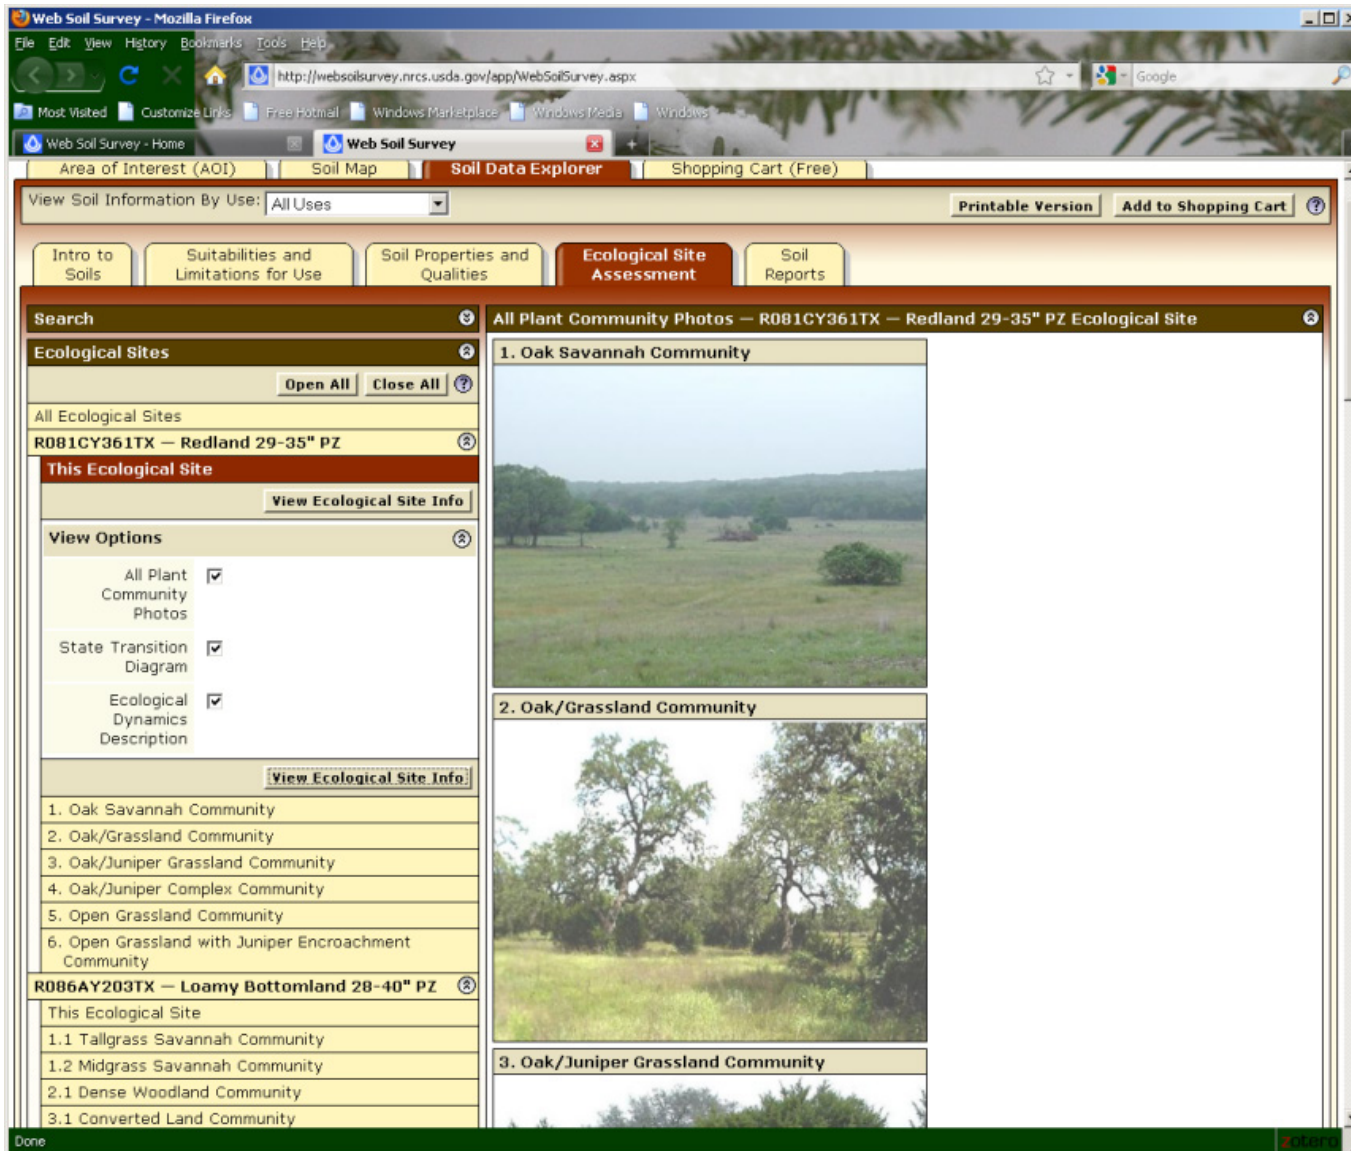 Web Soil Survey - Mozilla Firefox
File Edit View History Bookmarks Tools Help
http://websoilsurvey.nrcs.usda.gov/app/WebSoilSurvey.aspx
Google
Most Visited Customize Links Free Hotmail Windows Marketplace Windows Media Windows
Web Soil Survey - Home Web Soil Survey
Area of Interest (AOI) Soil Map Soil Data Explorer Shopping Cart (Free)
View Soil Information By Use: All Uses Printable Version Add to Shopping Cart
Intro to Soils
Suitabilities and Limitations for Use
Soil Properties and Qualities
Ecological Site Assessment
Soil Reports
Search
Ecological Sites
Open All Close All
All Ecological Sites
R081CY361TX — Redland 29-35" PZ
This Ecological Site
View Ecological Site Info
View Options
All Plant
Community
Photos
State Transition
Diagram
Ecological
Dynamics
Description
View Ecological Site Info
1. Oak Savannah Community
2. Oak/Grassland Community
3. Oak/Juniper Grassland Community
4. Oak/Juniper Complex Community
5. Open Grassland Community
6. Open Grassland with Juniper Encroachment
Community
R086AY203TX — Loamy Bottomland 28-40" PZ
This Ecological Site
1.1 Tallgrass Savannah Community
1.2 Midgrass Savannah Community
2.1 Dense Woodland Community
3.1 Converted Land Community
All Plant Community Photos — R081CY361TX — Redland 29-35" PZ Ecological Site
1. Oak Savannah Community
2. Oak/Grassland Community
3. Oak/Juniper Grassland Community
Done
zotero